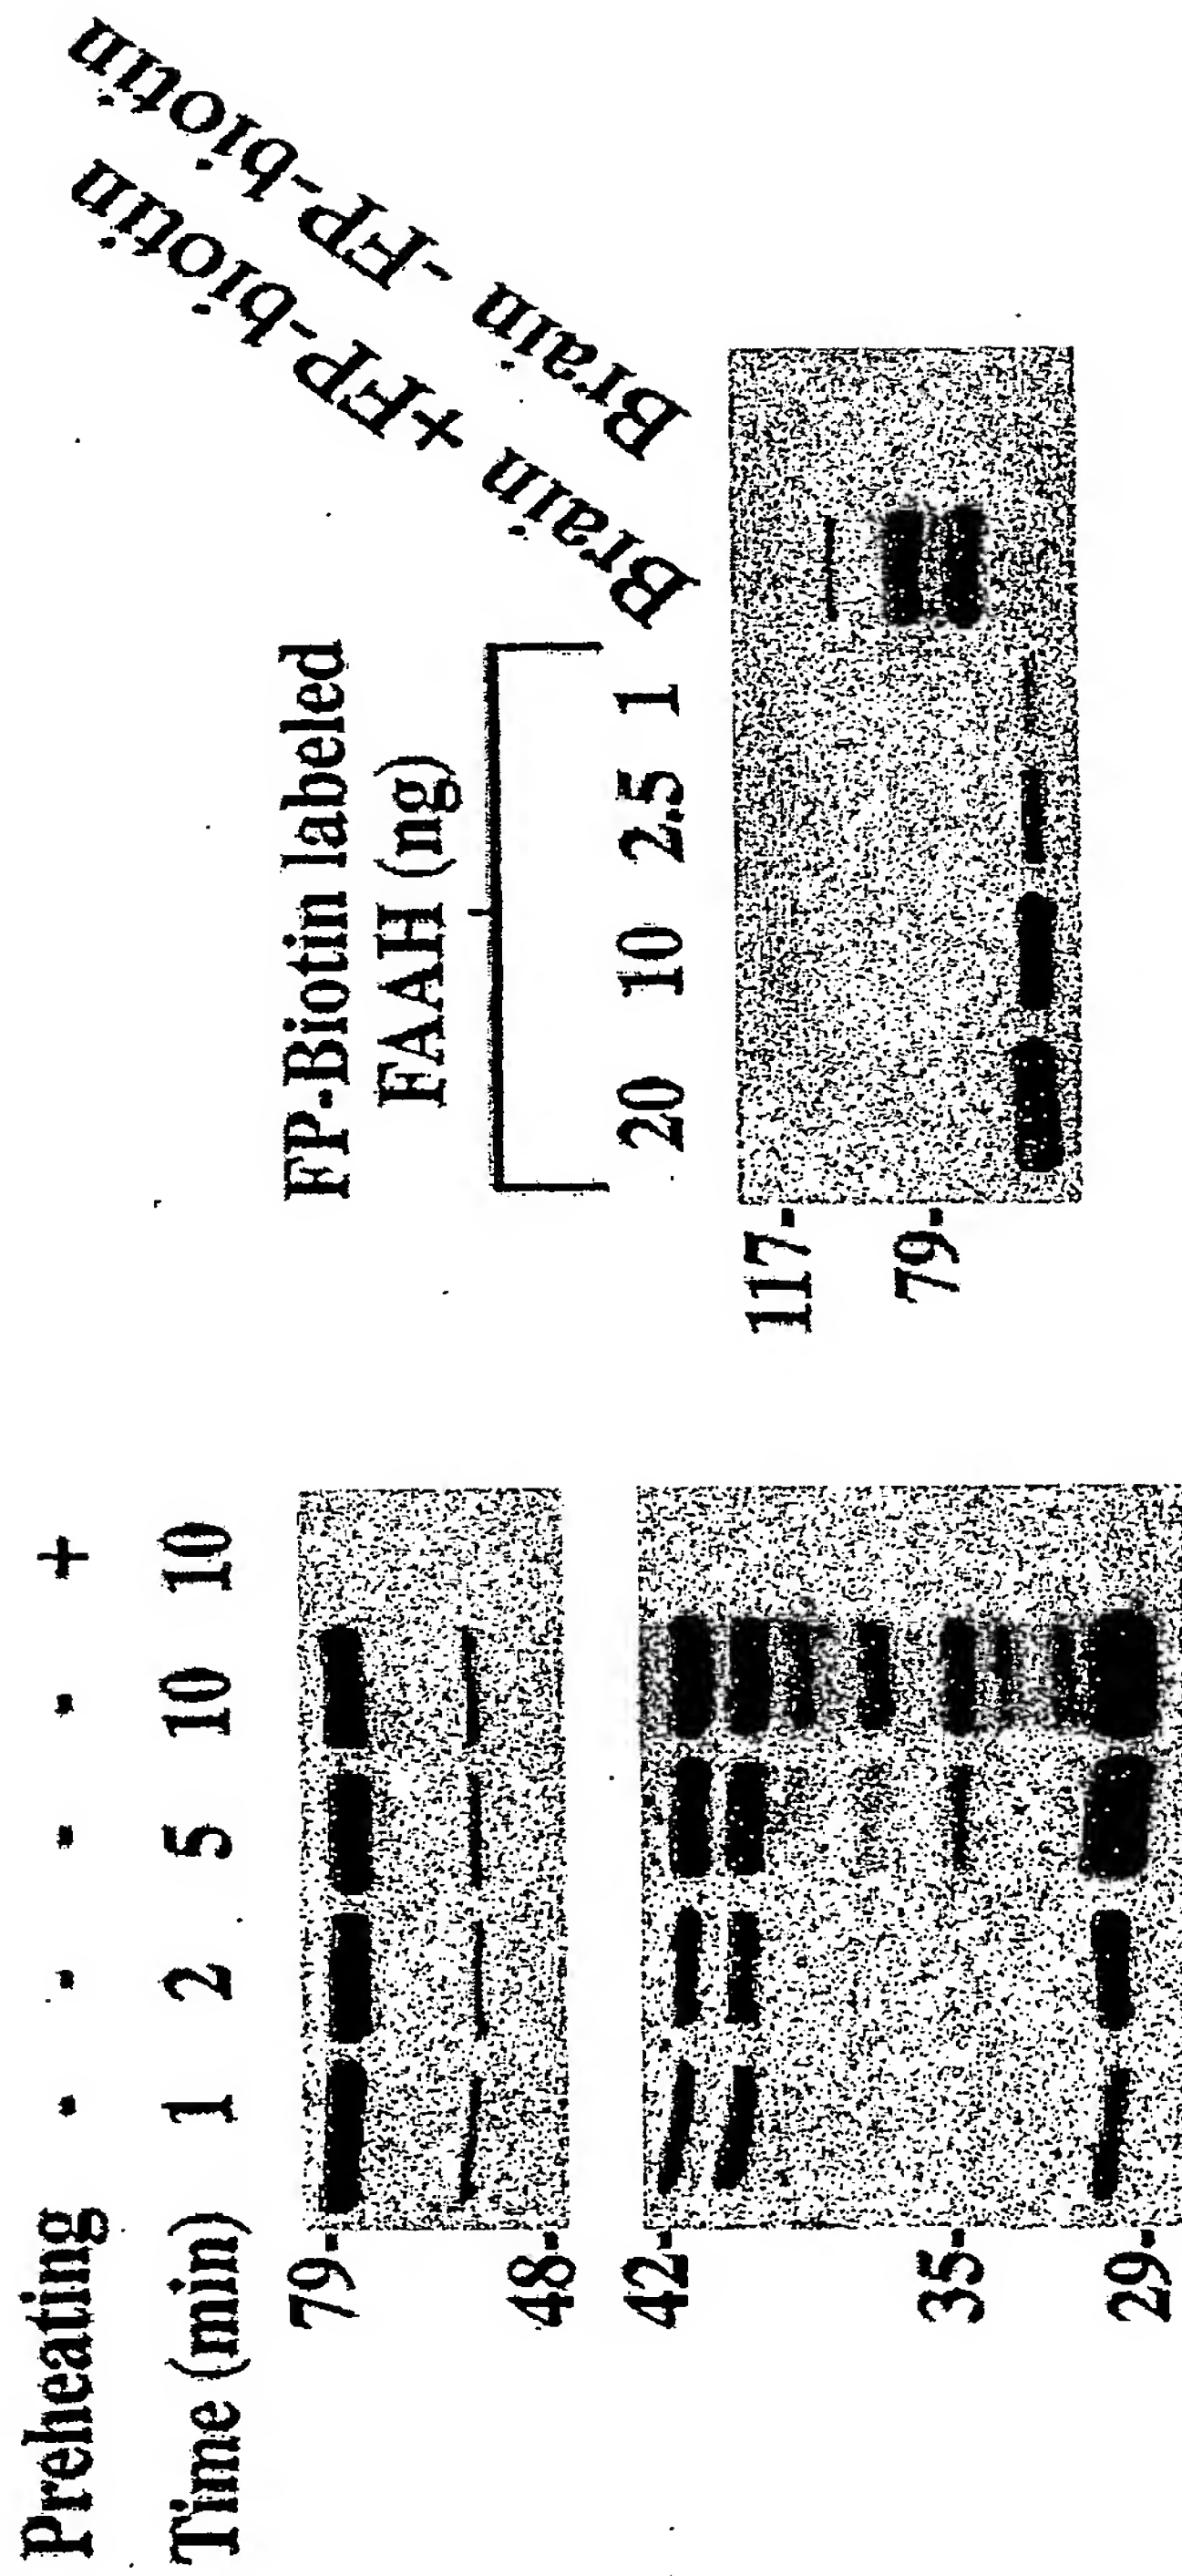 Preheating - - - - +
Time (min) 1 2 5 10 10
79-
48-
42-
35-
29-
FP-Biotin labeled
FAAH (ng)
20 10 2.5 1
Brain +FP-biotin
Brain -FP-biotin
117-
79-